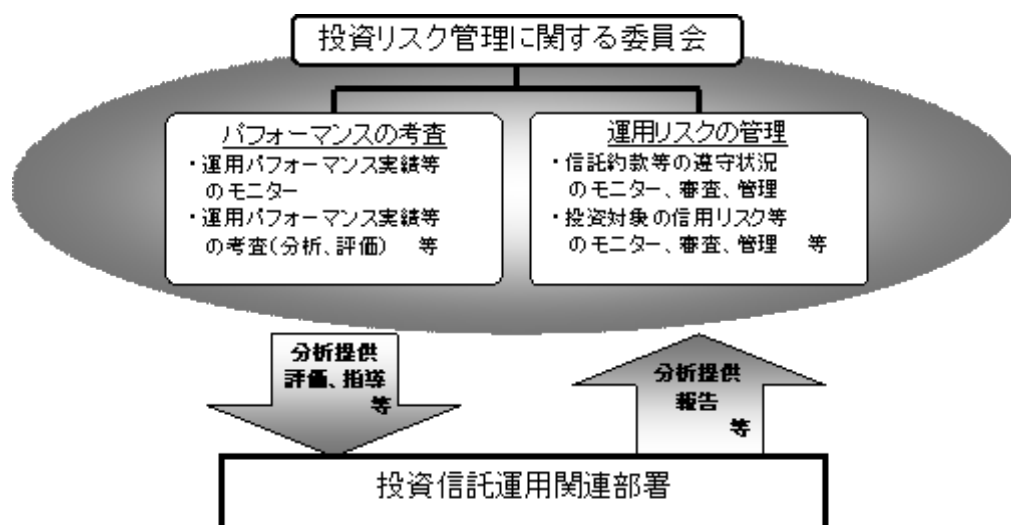 投資リスク管理に関する委員会
パフォーマンスの考査
・運用パフォーマンス実績等
のモニター
・運用パフォーマンス実績等
の考査(分析、評価) 等
運用リスクの管理
・信託約款等の遵守状況
のモニター、審査、管理
・投資対象の信用リスク等
のモニター、審査、管理 等
分析提供
評価、指導
等
分析提供
報告
等
投資信託運用関連部署